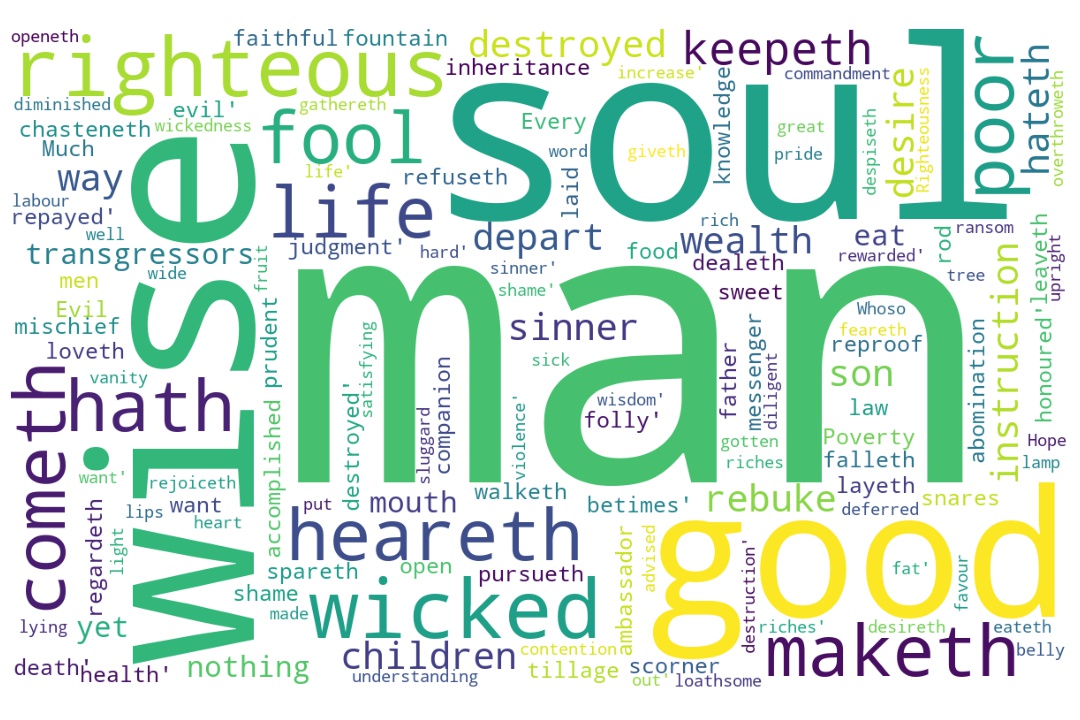 openeth
righteous
faithful
fountain
destroyed
keepeth
soul
poor
hateth
inheritance
increase'
commandment
knowledge
desire
Righteousness
despiseth
overthroweth
diminished
evil'
gathereth
chasteneth
wickedness
fool
Every
great
Much
word
giveth
pride
way
life'
refuseth
laid
labour
life
repayed'
well
judgment'
hard'
depart
rich
wealth
eat
ransom
rod
transgressors
wide
fruit
food
dealeth
rewarded'
tree
men
sinner'
shame'
sweet
instruction
honoured'
leaveth
upright
Evil
wise
prudent
man
Whoso
mischief
sinner
feareth
reproof
loveth
satisfying
sick
father
messenger
diligent
abomination
vanity
son
cometh
hath
accomplished
destroyed'
sluggard
companion
violence'
wisdom'
folly'
law
gotten
Poverty
Hope
riches
falleth
lamp
want'
rejoiceth
layeth
snares
lips
want
put
mouth
walketh
betimes'
rebuke
deferred
regardeth
heart
light
heareth
ambassador
advised
good
spareth
open
pursueth
destruction'
fat'
favour
shame
made
wicked
lying
yet
riches'
desireth
eateth
children
contention
maketh
belly
death'
health'
nothing
understanding
tillage
scorner
out'
loathsome